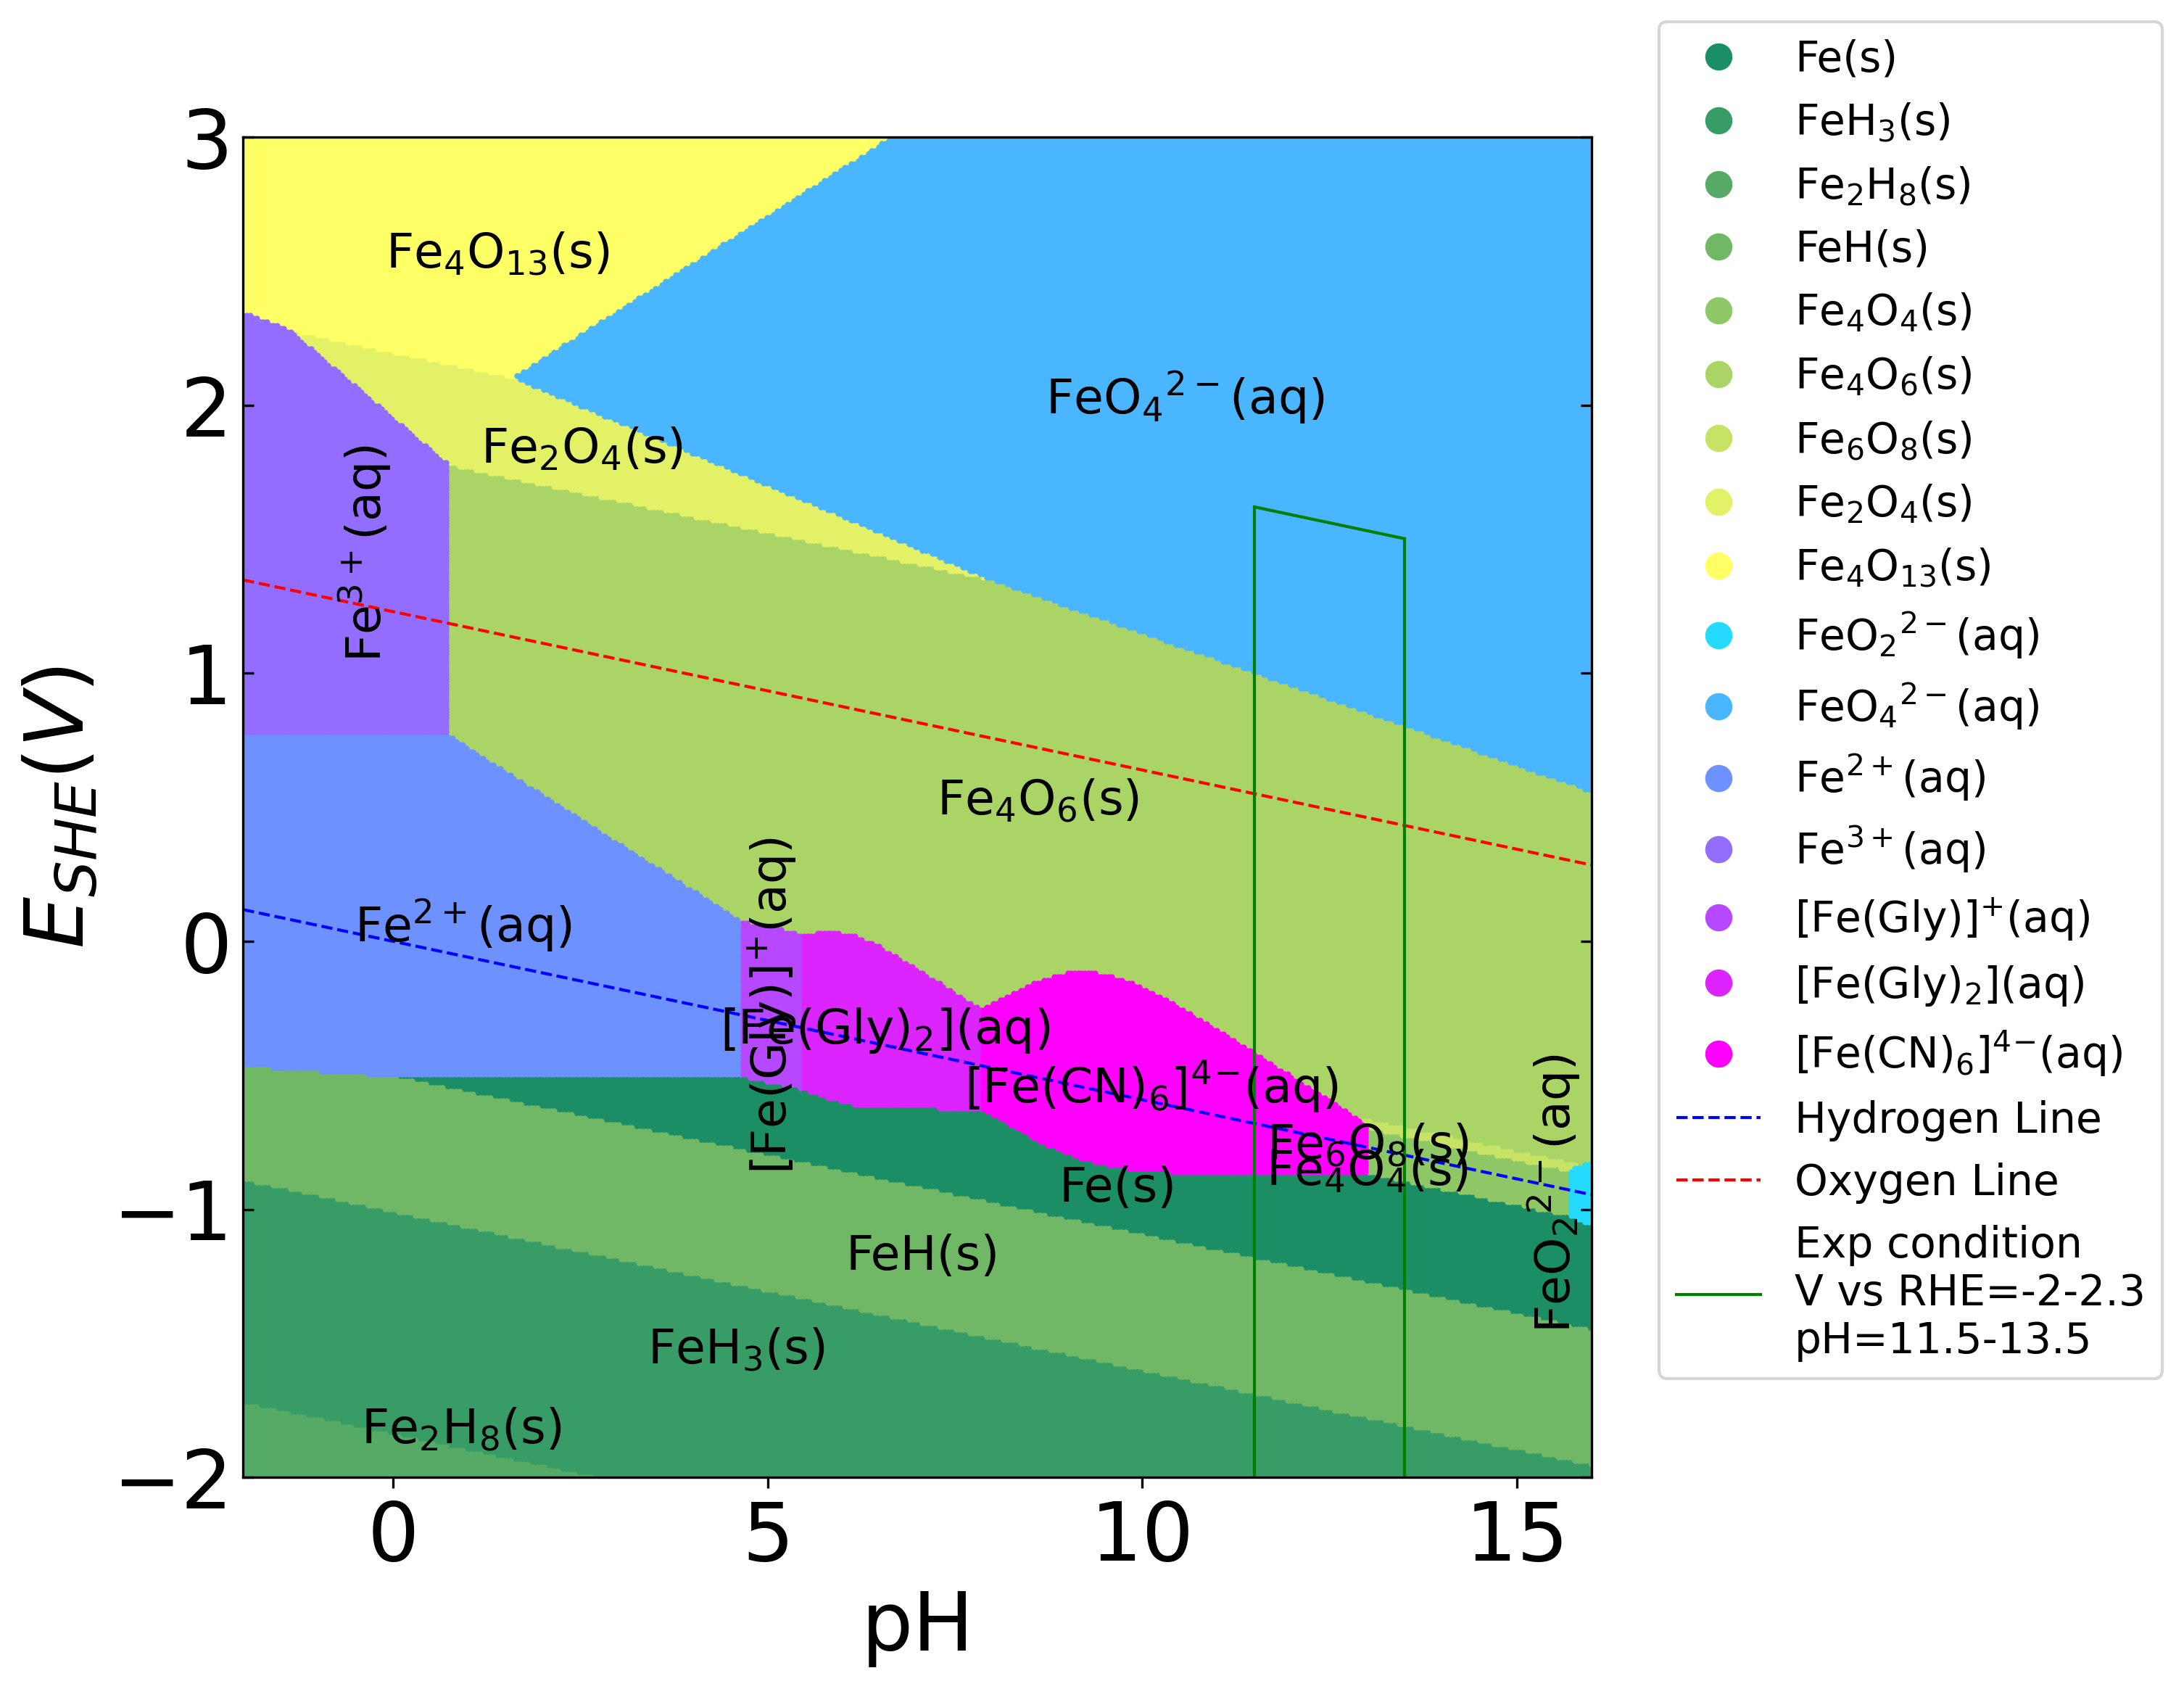 3
2
1
0
−1
−2
E_SHE(V)
0
5
10
15
pH
Fe₄O₁₃(s)
FeO₄²⁻(aq)
Fe₂O₄(s)
Fe³⁺(aq)
Fe₄O₆(s)
Fe²⁺(aq)
[Fe(Gly)]⁺(aq)
[Fe(Gly)₂](aq)
[Fe(CN)₆]⁴⁻(aq)
Fe₆O₈(s)
Fe₄O₄(s)
Fe(s)
FeO₂²⁻(aq)
FeH(s)
FeH₃(s)
Fe₂H₈(s)
Fe(s)
FeH₃(s)
Fe₂H₈(s)
FeH(s)
Fe₄O₄(s)
Fe₄O₆(s)
Fe₆O₈(s)
Fe₂O₄(s)
Fe₄O₁₃(s)
FeO₂²⁻(aq)
FeO₄²⁻(aq)
Fe²⁺(aq)
Fe³⁺(aq)
[Fe(Gly)]⁺(aq)
[Fe(Gly)₂](aq)
[Fe(CN)₆]⁴⁻(aq)
Hydrogen Line
Oxygen Line
Exp condition
V vs RHE=-2-2.3
pH=11.5-13.5